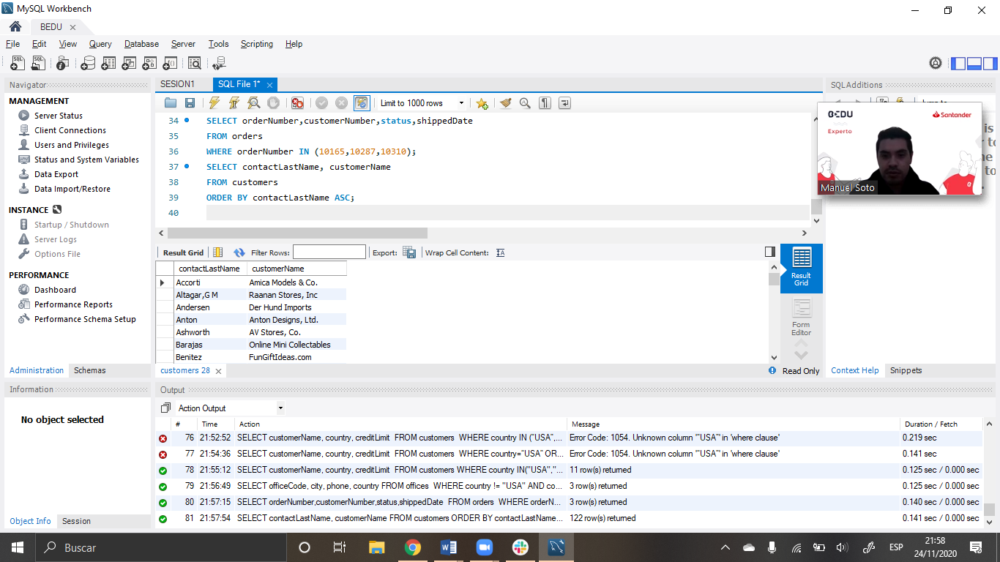 MySQL Workbench
BEDU
File Edit View Query Database Server Tools Scripting Help
Navigator
MANAGEMENT
Server Status
Client Connections
Users and Privileges
Status and System Variables
Data Export
Data Import/Restore
INSTANCE
Startup / Shutdown
Server Logs
Options File
PERFORMANCE
Dashboard
Performance Reports
Performance Schema Setup
Administration Schemas
Information
No object selected
Object Info Session
SESION1 SQL File 1*
Limit to 1000 rows
34 SELECT orderNumber,customerNumber,status,shippedDate
35 FROM orders
36 WHERE orderNumber IN (10165,10287,10310);
37 SELECT contactLastName, customerName
38 FROM customers
39 ORDER BY contactLastName ASC;
40
Result Grid Filter Rows: Export: Wrap Cell Content:
contactLastName customerName
Accorti Amica Models & Co.
Altagar,G M Raanan Stores, Inc
Andersen Der Hund Imports
Anton Anton Designs, Ltd.
Ashworth AV Stores, Co.
Barajas Online Mini Collectables
Benitez FunGiftIdeas.com
Result Grid
Form Editor
customers 28
Read Only
SQLAdditions
BEDU
Santander
Experto
Manuel Soto
Context Help Snippets
Output
Action Output
# Time Action Message Duration / Fetch
76 21:52:52 SELECT customerName, country, creditLimit FROM customers WHERE country IN ("USA",... Error Code: 1054. Unknown column '"USA"' in 'where clause' 0.219 sec
77 21:54:36 SELECT customerName, country, creditLimit FROM customers WHERE country="USA" OR... Error Code: 1054. Unknown column '"USA"' in 'where clause' 0.141 sec
78 21:55:12 SELECT customerName, country, creditLimit FROM customers WHERE country IN("USA","... 11 row(s) returned 0.125 sec / 0.000 sec
79 21:56:49 SELECT officeCode, city, phone, country FROM offices WHERE country != "USA" AND co... 3 row(s) returned 0.125 sec / 0.000 sec
80 21:57:15 SELECT orderNumber,customerNumber,status,shippedDate FROM orders WHERE orderN... 3 row(s) returned 0.140 sec / 0.000 sec
81 21:57:54 SELECT contactLastName, customerName FROM customers ORDER BY contactLastName... 122 row(s) returned 0.141 sec / 0.000 sec
Buscar
ESP
21:58
24/11/2020